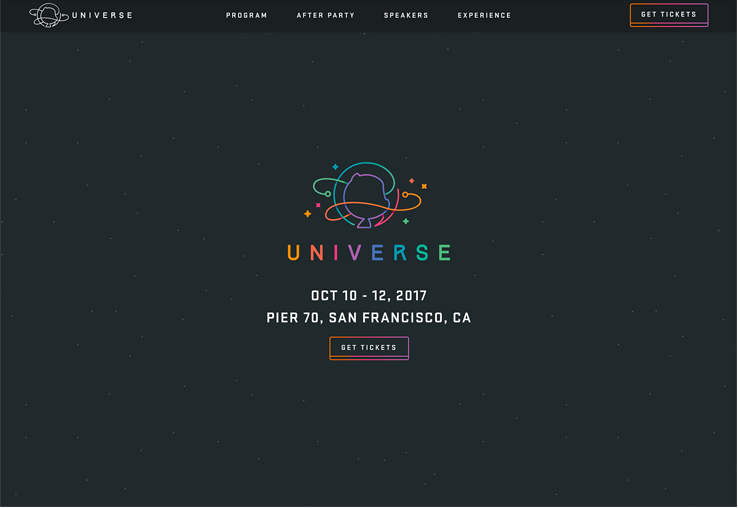 UNIVERSE
PROGRAM
AFTER PARTY
SPEAKERS
EXPERIENCE
GET TICKETS
UNIVERSE
OCT 10 - 12, 2017
PIER 70, SAN FRANCISCO, CA
GET TICKETS